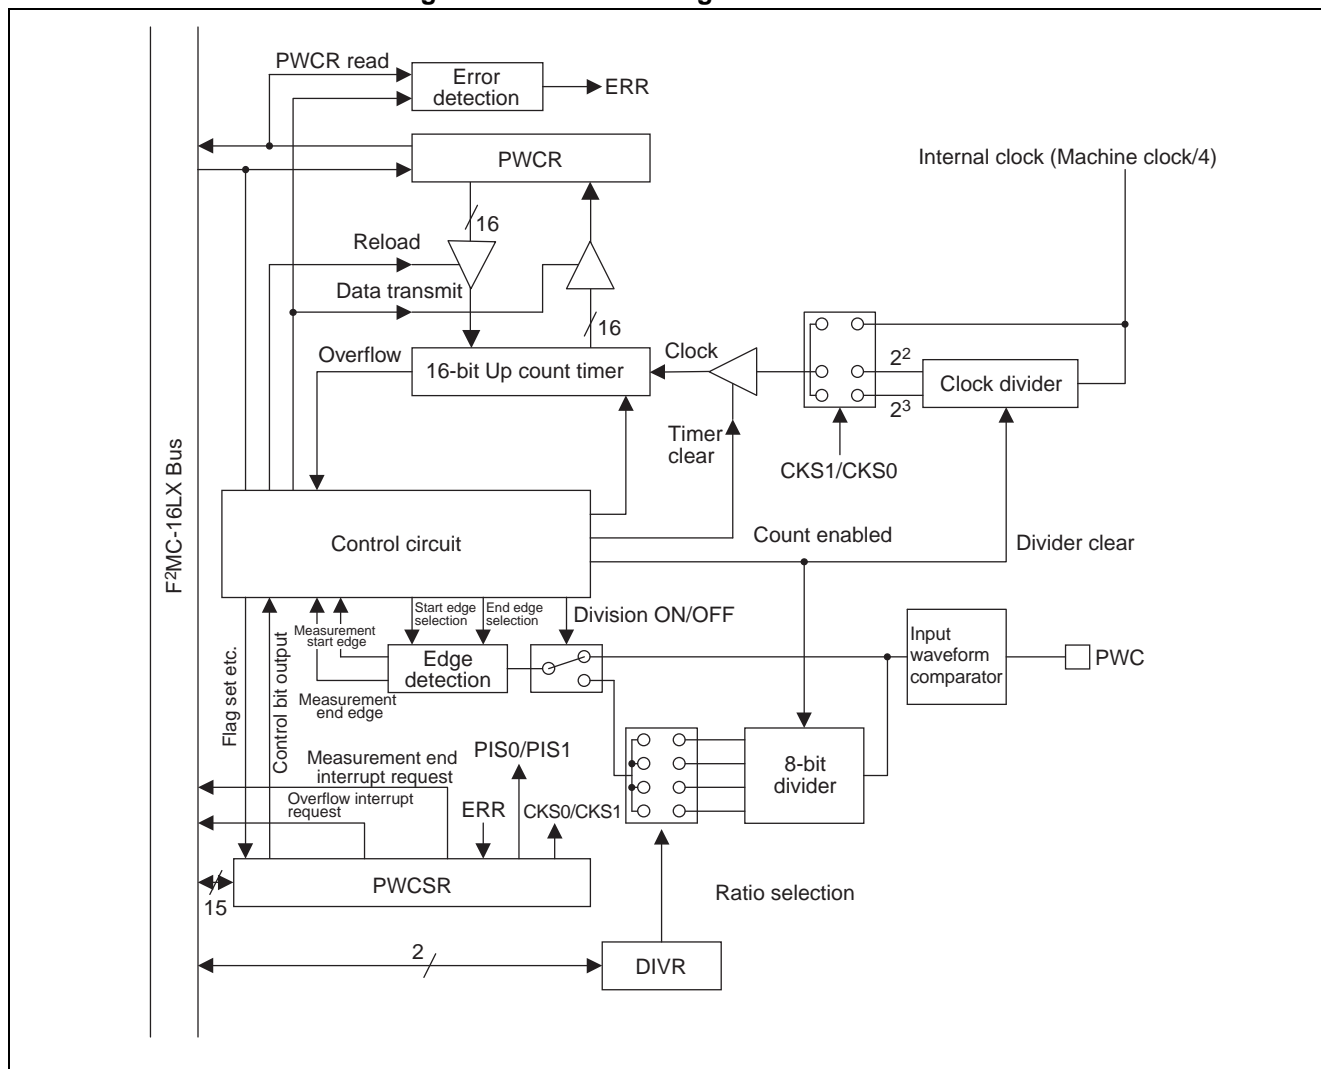 PWCR read
Error
detection
ERR
PWCR
Internal clock (Machine clock/4)
16
Reload
Data transmit
16
Overflow
16-bit Up count timer
Clock
2²
Clock divider
2³
Timer
clear
CKS1/CKS0
F²MC-16LX Bus
Control circuit
Count enabled
Divider clear
Start edge
selection
End edge
selection
Division ON/OFF
Measurement
start edge
Edge
detection
Input
waveform
comparator
PWC
Measurement
end edge
Flag set etc.
Control bit output
Measurement end
interrupt request
PIS0/PIS1
8-bit
divider
Overflow interrupt
request
ERR
CKS0/CKS1
PWCSR
15
Ratio selection
2
DIVR